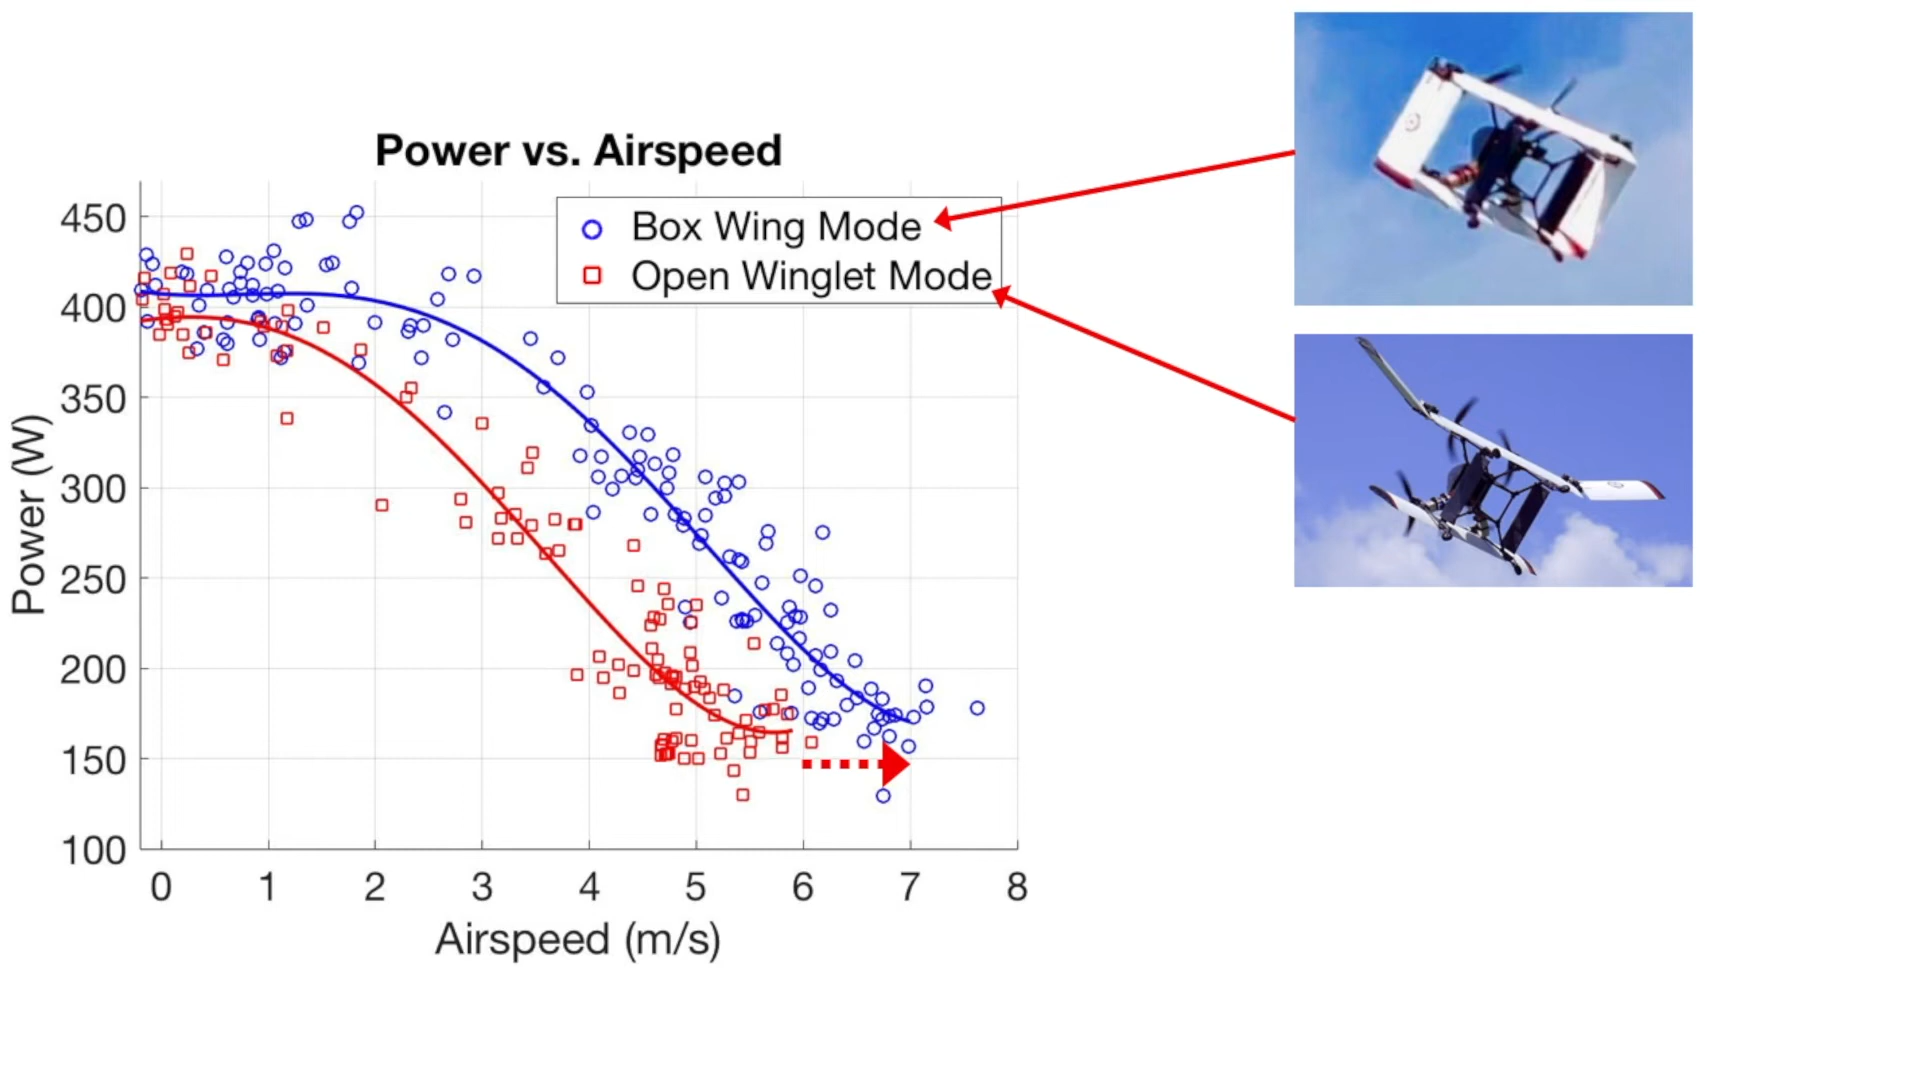 Power vs. Airspeed
Box Wing Mode
Open Winglet Mode
Power (W)
450
400
350
300
250
200
150
100
0 1 2 3 4 5 6 7 8
Airspeed (m/s)